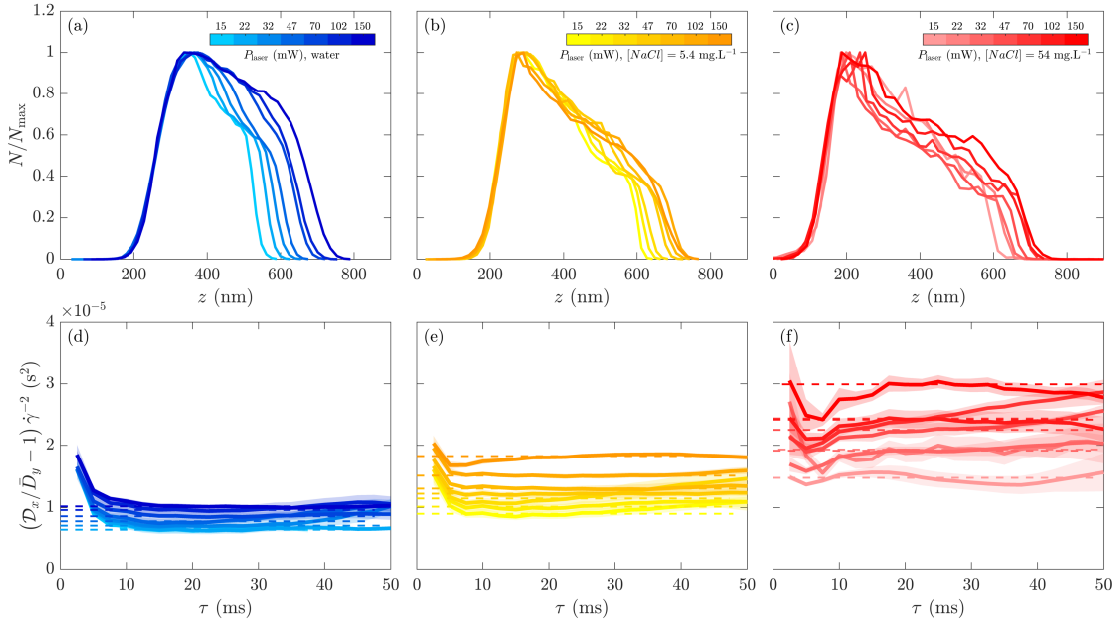 (a)
15 22 32 47 70 102 150
P_laser (mW), water
N/N_max
1.2
1
0.8
0.6
0.4
0.2
0
0 200 400 600 800
z (nm)
(b)
15 22 32 47 70 102 150
P_laser (mW), [NaCl] = 5.4 mg.L⁻¹
0 200 400 600 800
z (nm)
(c)
15 22 32 47 70 102 150
P_laser (mW), [NaCl] = 54 mg.L⁻¹
0 200 400 600 800
z (nm)
×10⁻⁵
(d)
(𝒟_x/D̄_y − 1) γ̇⁻² (s²)
4
3
2
1
0
0 10 20 30 40 50
τ (ms)
(e)
0 10 20 30 40 50
τ (ms)
(f)
0 10 20 30 40 50
τ (ms)